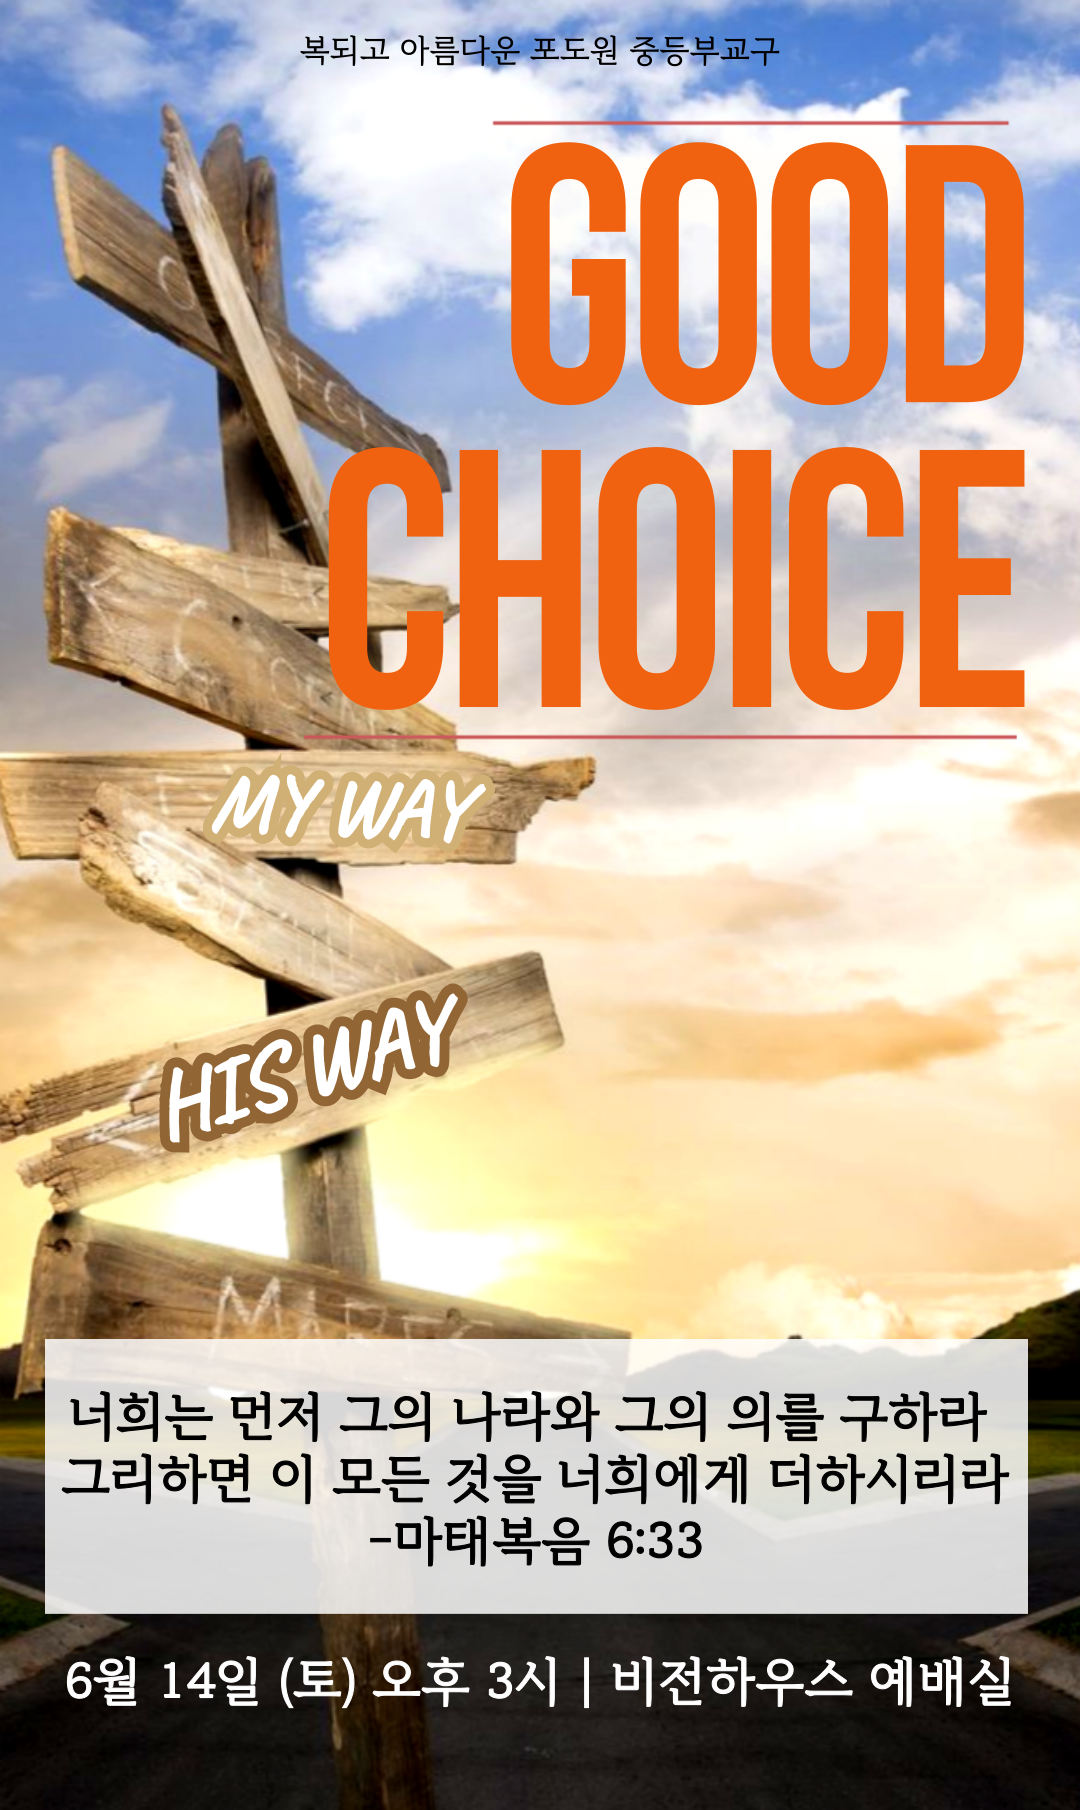 복되고 아름다운 포도원 중등부교구
GOOD
CHOICE
MY WAY
HIS WAY
너희는 먼저 그의 나라와 그의 의를 구하라
그리하면 이 모든 것을 너희에게 더하시리라
-마태복음 6:33
6월 14일 (토) 오후 3시 | 비전하우스 예배실